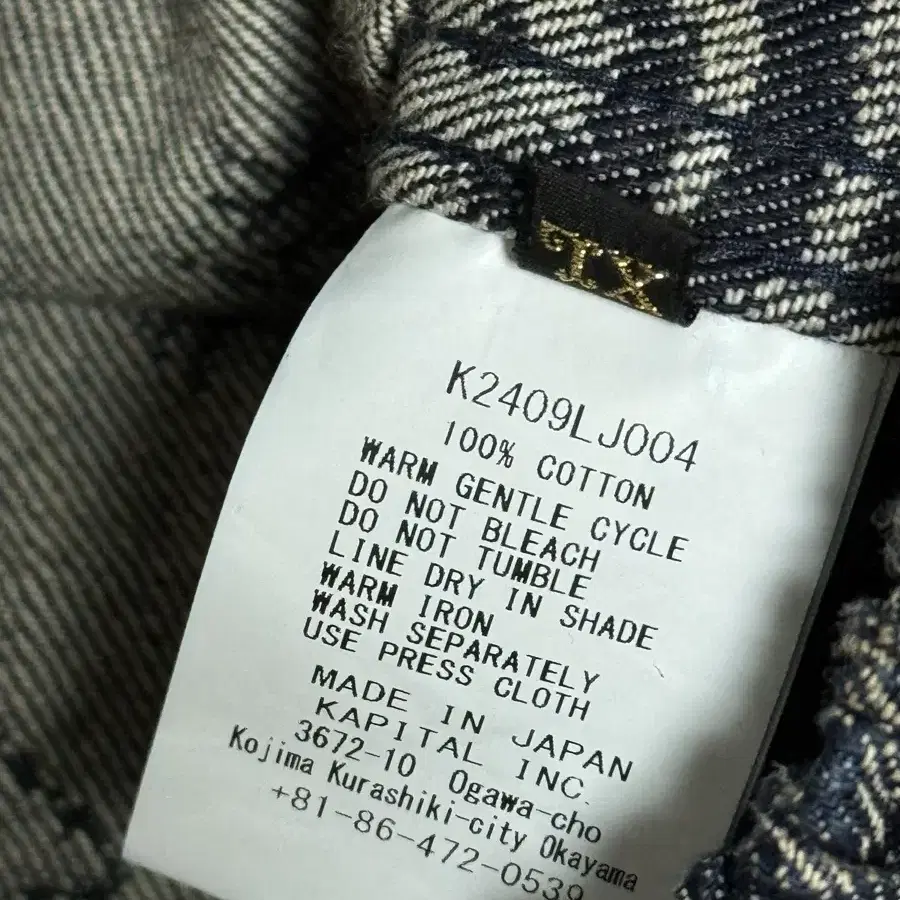 XL
K2409LJ004
100% COTTON
WARM GENTLE CYCLE
DO NOT BLEACH
DO NOT TUMBLE
LINE DRY IN SHADE
WARM IRON
WASH SEPARATELY
USE PRESS CLOTH
MADE IN JAPAN
KAPITAL INC.
3672-10 Ogawa-cho
Kojima Kurashiki-city Okayama
+81-86-472-0539